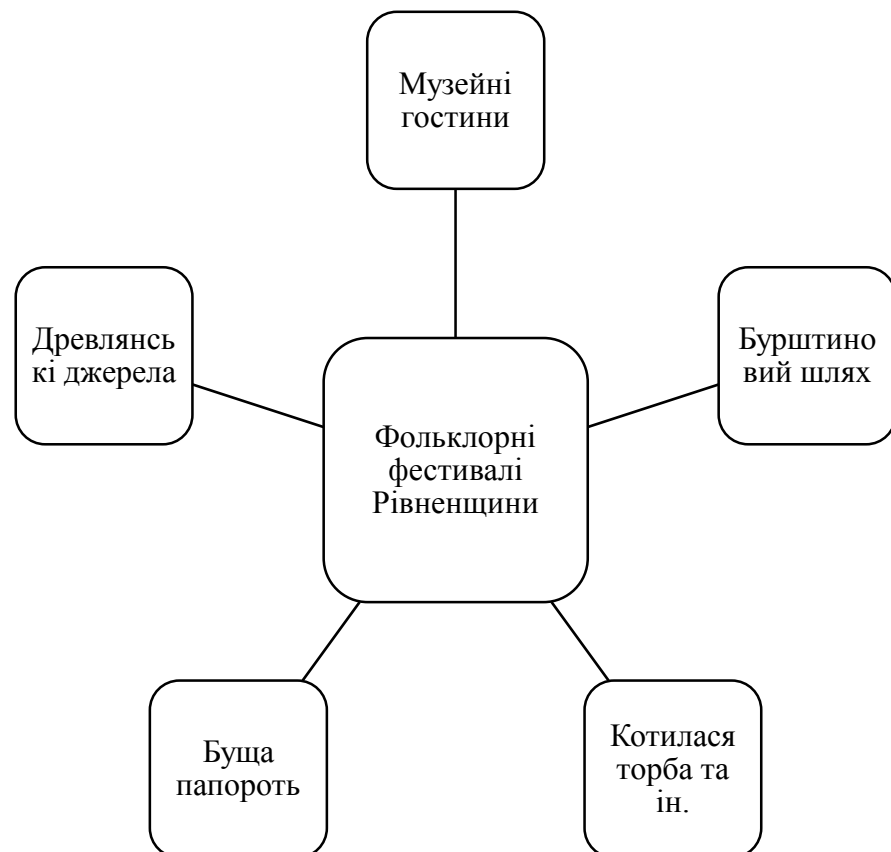 Музейні
гостини
Древлянсь
кі джерела
Бурштино
вий шлях
Фольклорні
фестивалі
Рівненщини
Буща
папороть
Котилася
торба та
ін.